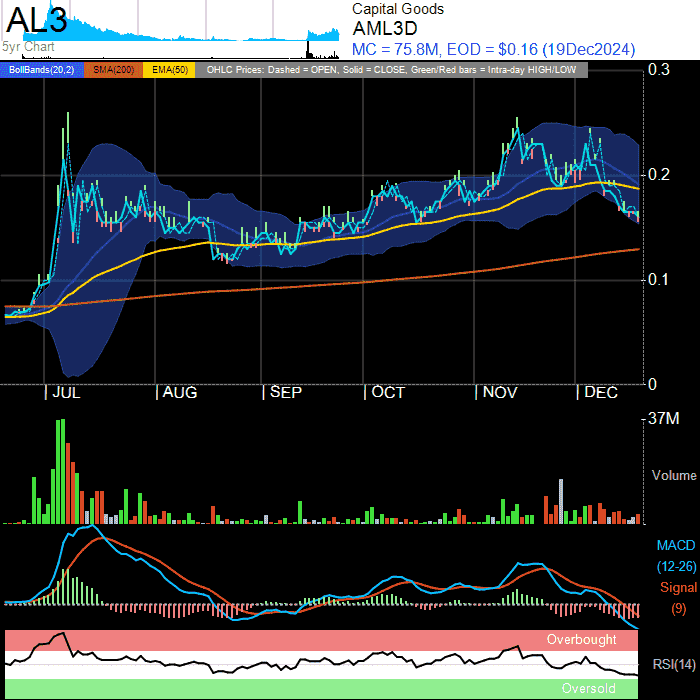 AL3
Capital Goods
AML3D
5yr Chart
MC = 75.8M, EOD = $0.16 (19Dec2024)
BollBands(20,2) SMA(200) EMA(50) OHLC Prices: Dashed = OPEN, Solid = CLOSE, Green/Red bars = Intra-day HIGH/LOW
0.3
0.2
0.1
0
| JUL | AUG | SEP | OCT | NOV | DEC
37M
Volume
MACD
(12-26)
Signal
(9)
Overbought
RSI(14)
Oversold